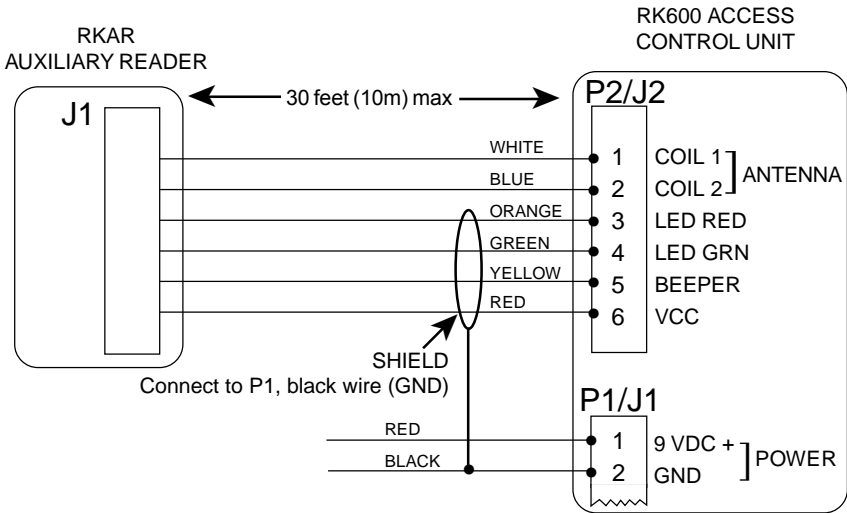 RKAR
AUXILIARY READER
RK600 ACCESS
CONTROL UNIT
J1
30 feet (10m) max
P2/J2
WHITE 1 COIL 1
BLUE 2 COIL 2
ANTENNA
ORANGE 3 LED RED
GREEN 4 LED GRN
YELLOW 5 BEEPER
RED 6 VCC
SHIELD
Connect to P1, black wire (GND)
P1/J1
RED 1 9 VDC +
BLACK 2 GND
POWER